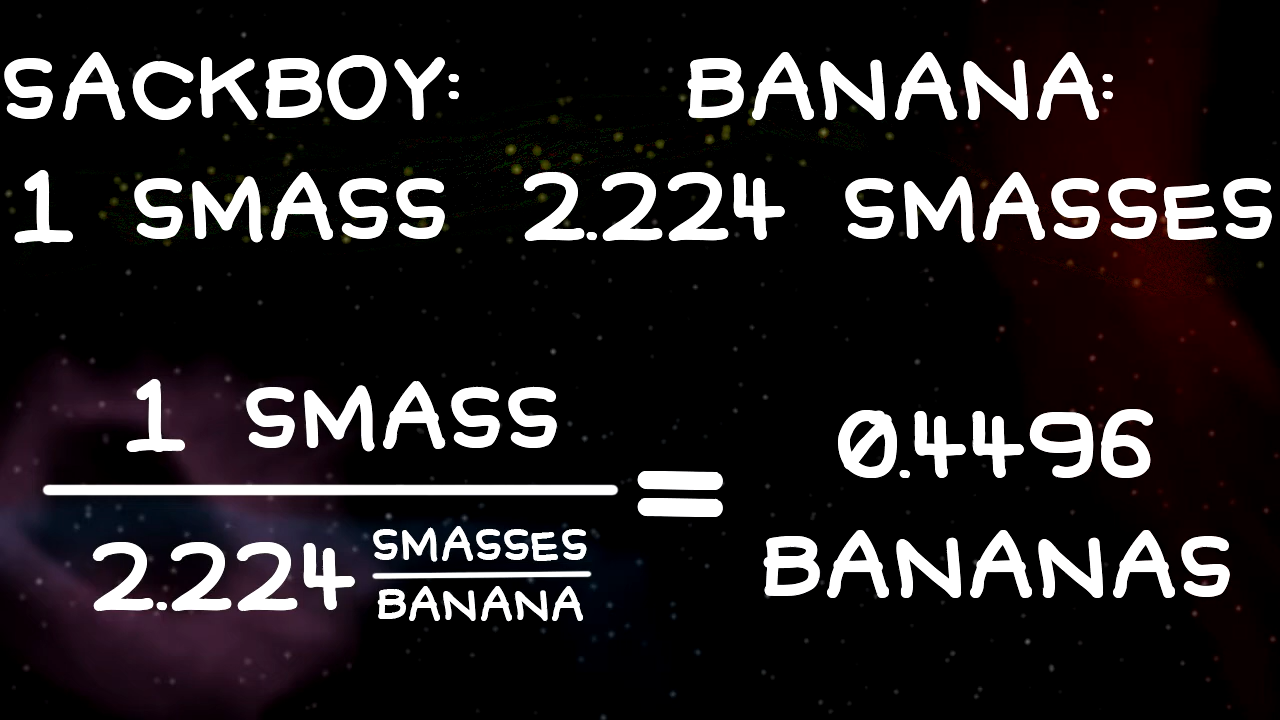 SACKBOY: BANANA:
1 SMASS 2.224 SMASSES
1 SMASS
2.224 SMASSES
BANANA
=
0.4496
BANANAS